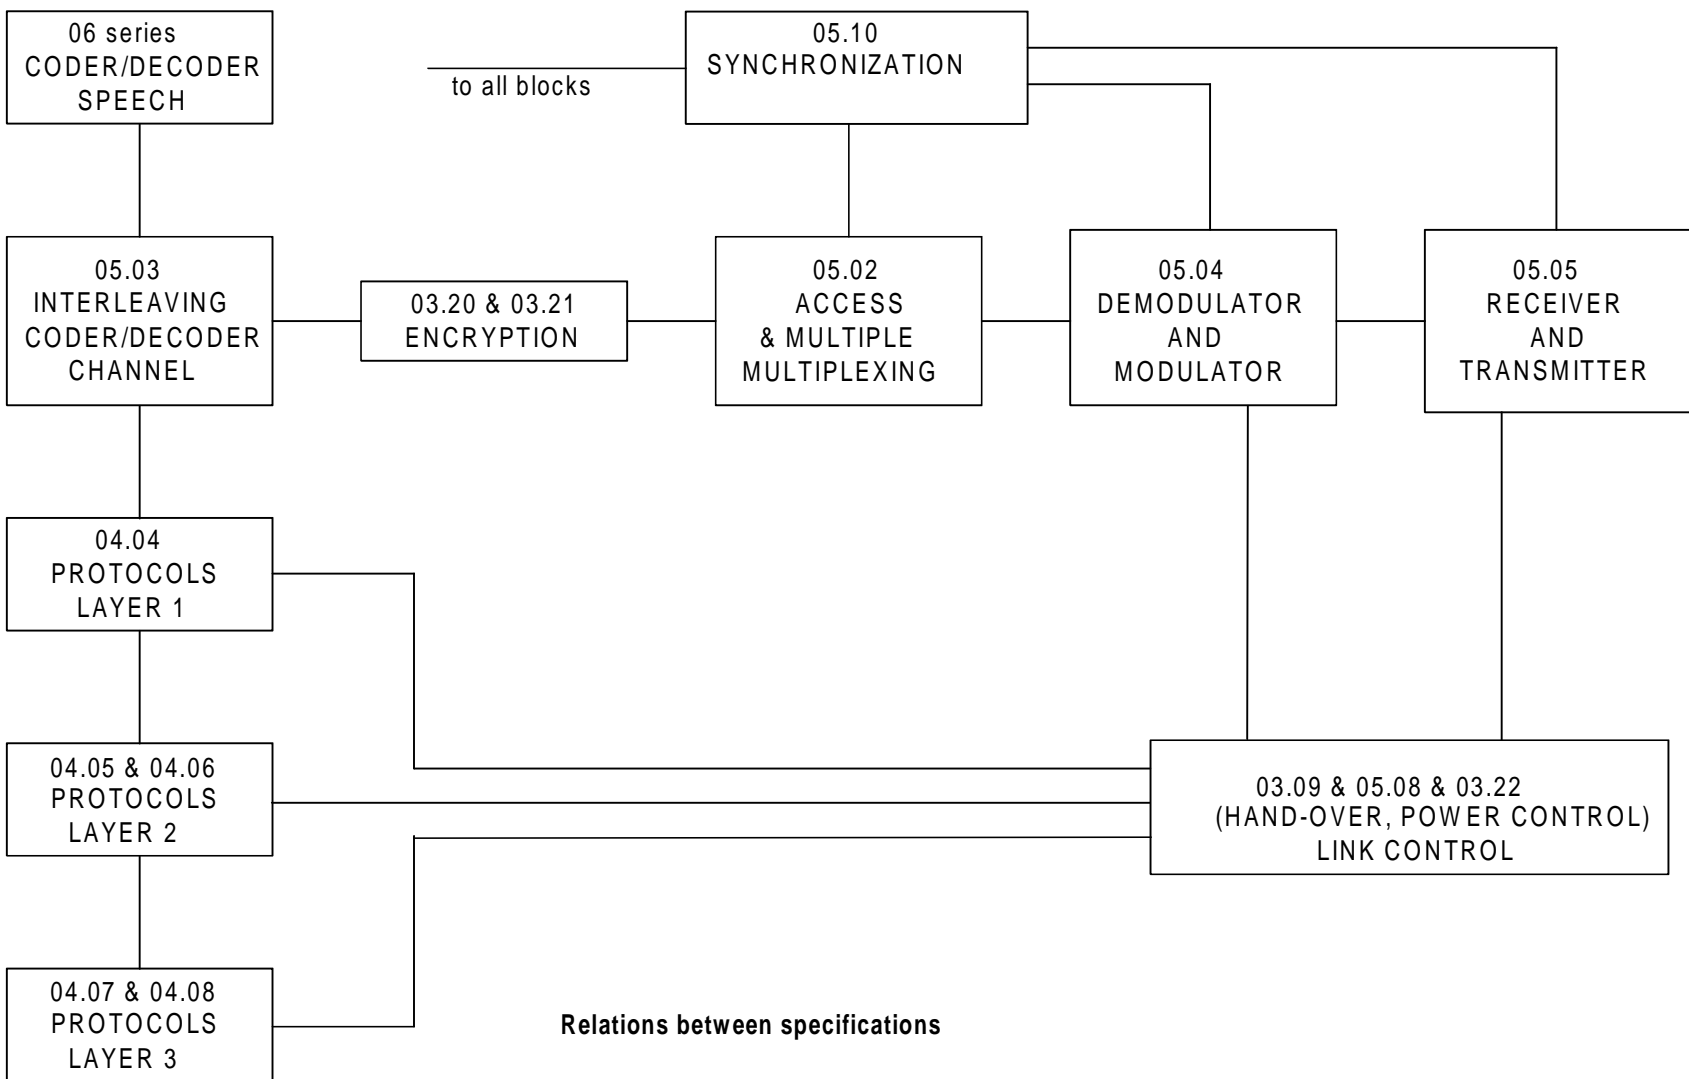 06 series
CODER/DECODER
SPEECH
05.10
SYNCHRONIZATION
to all blocks
05.03
INTERLEAVING
CODER/DECODER
CHANNEL
03.20 & 03.21
ENCRYPTION
05.02
ACCESS
& MULTIPLE
MULTIPLEXING
05.04
DEMODULATOR
AND
MODULATOR
05.05
RECEIVER
AND
TRANSMITTER
04.04
PROTOCOLS
LAYER 1
04.05 & 04.06
PROTOCOLS
LAYER 2
03.09 & 05.08 & 03.22
(HAND-OVER, POWER CONTROL)
LINK CONTROL
04.07 & 04.08
PROTOCOLS
LAYER 3
Relations between specifications